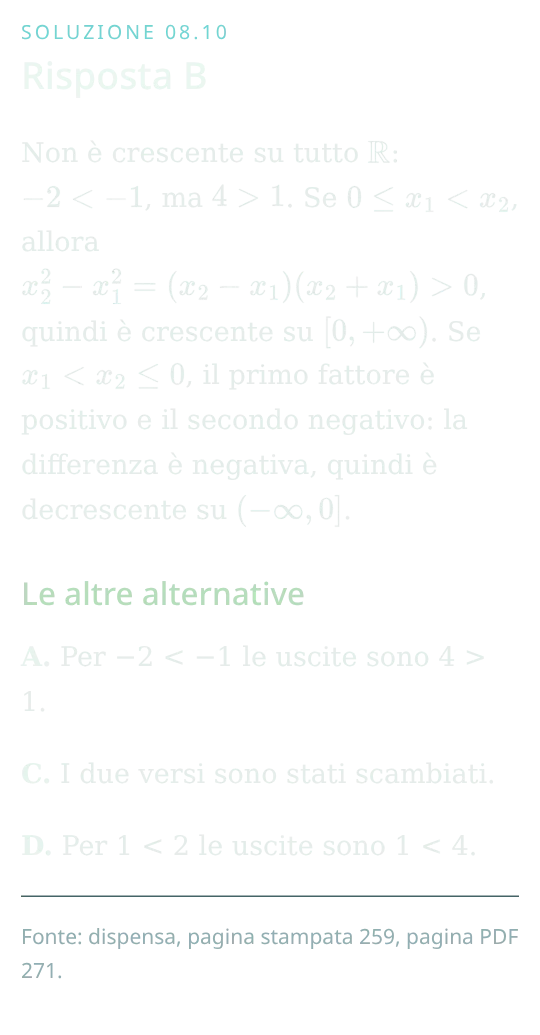 SOLUZIONE 08.10
Risposta B
Non è crescente su tutto ℝ:
−2 < −1, ma 4 > 1. Se 0 ≤ x₁ < x₂,
allora
x₂² − x₁² = (x₂ − x₁)(x₂ + x₁) > 0,
quindi è crescente su [0, +∞). Se
x₁ < x₂ ≤ 0, il primo fattore è
positivo e il secondo negativo: la
differenza è negativa, quindi è
decrescente su (−∞, 0].
Le altre alternative
A. Per −2 < −1 le uscite sono 4 >
1.
C. I due versi sono stati scambiati.
D. Per 1 < 2 le uscite sono 1 < 4.
Fonte: dispensa, pagina stampata 259, pagina PDF
271.